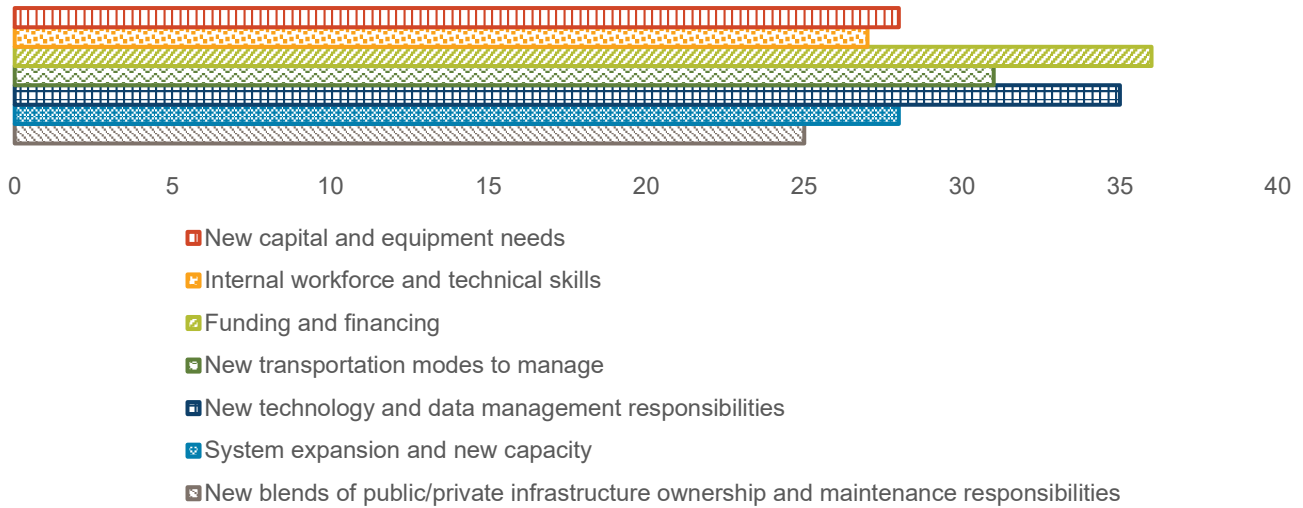 0 5 10 15 20 25 30 35 40
New capital and equipment needs
Internal workforce and technical skills
Funding and financing
New transportation modes to manage
New technology and data management responsibilities
System expansion and new capacity
New blends of public/private infrastructure ownership and maintenance responsibilities